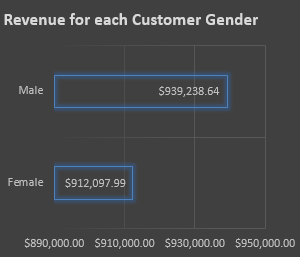 Revenue for each Customer Gender
Male
$939,238.64
Female
$912,097.99
$890,000.00 $910,000.00 $930,000.00 $950,000.00